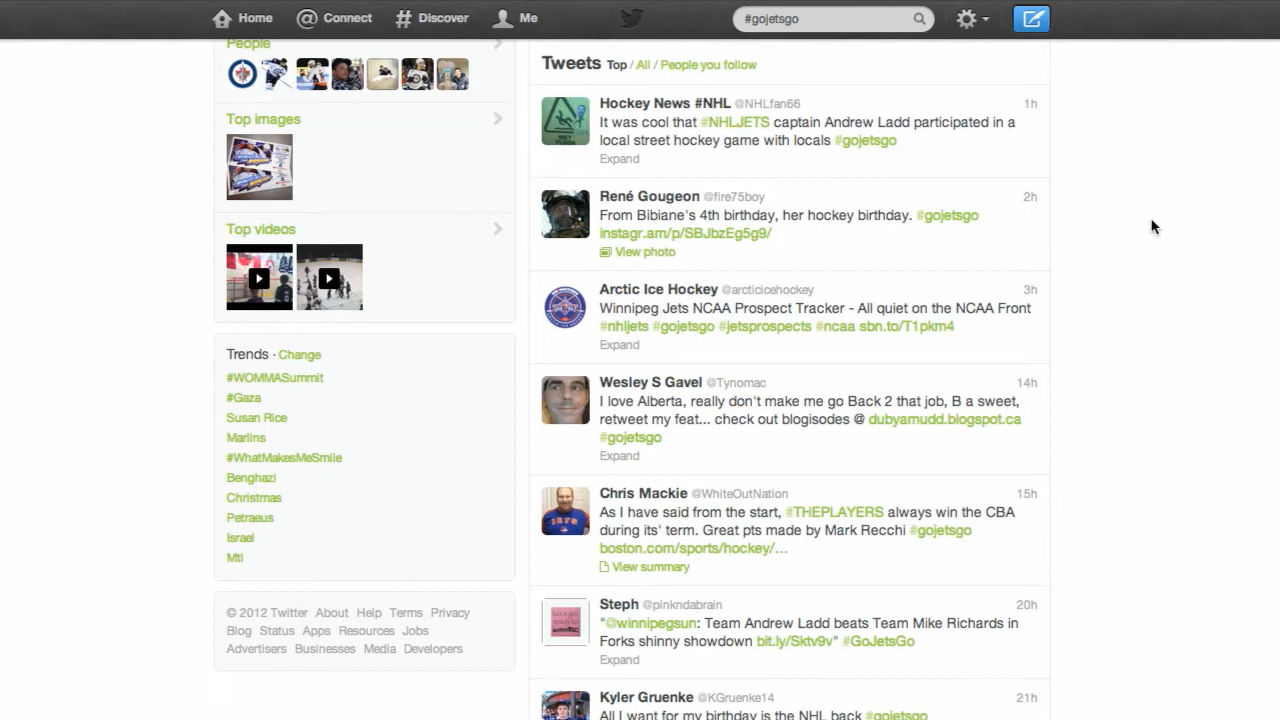 Home
Connect
Discover
Me
#gojetsgo
People
Top images
Top videos
Trends · Change
#WOMMASummit
#Gaza
Susan Rice
Marlins
#WhatMakesMeSmile
Benghazi
Christmas
Petraeus
Israel
Mtl
© 2012 Twitter About Help Terms Privacy
Blog Status Apps Resources Jobs
Advertisers Businesses Media Developers
Tweets Top / All / People you follow
Hockey News #NHL @NHLfan66 1h
It was cool that #NHLJETS captain Andrew Ladd participated in a
local street hockey game with locals #gojetsgo
Expand
René Gougeon @fire75boy 2h
From Bibiane's 4th birthday, her hockey birthday. #gojetsgo
instagr.am/p/SBJbzEg5g9/
View photo
Arctic Ice Hockey @arcticicehockey 3h
Winnipeg Jets NCAA Prospect Tracker - All quiet on the NCAA Front
#nhljets #gojetsgo #jetsprospects #ncaa sbn.to/T1pkm4
Expand
Wesley S Gavel @Tynomac 14h
I love Alberta, really don't make me go Back 2 that job, B a sweet,
retweet my feat... check out blogisodes @ dubyamudd.blogspot.ca
#gojetsgo
Expand
Chris Mackie @WhiteOutNation 15h
As I have said from the start, #THEPLAYERS always win the CBA
during its' term. Great pts made by Mark Recchi #gojetsgo
boston.com/sports/hockey/…
View summary
Steph @pinkndabrain 20h
"@winnipegsun: Team Andrew Ladd beats Team Mike Richards in
Forks shinny showdown bit.ly/Sktv9v" #GoJetsGo
Expand
Kyler Gruenke @KGruenke14 21h
All I want for my birthday is the NHL back #gojetsgo